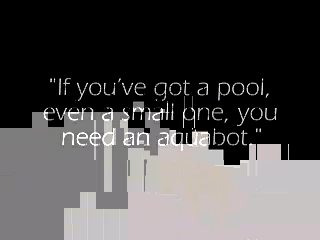 "If you've got a pool,
even a small one, you
need an aquabot."